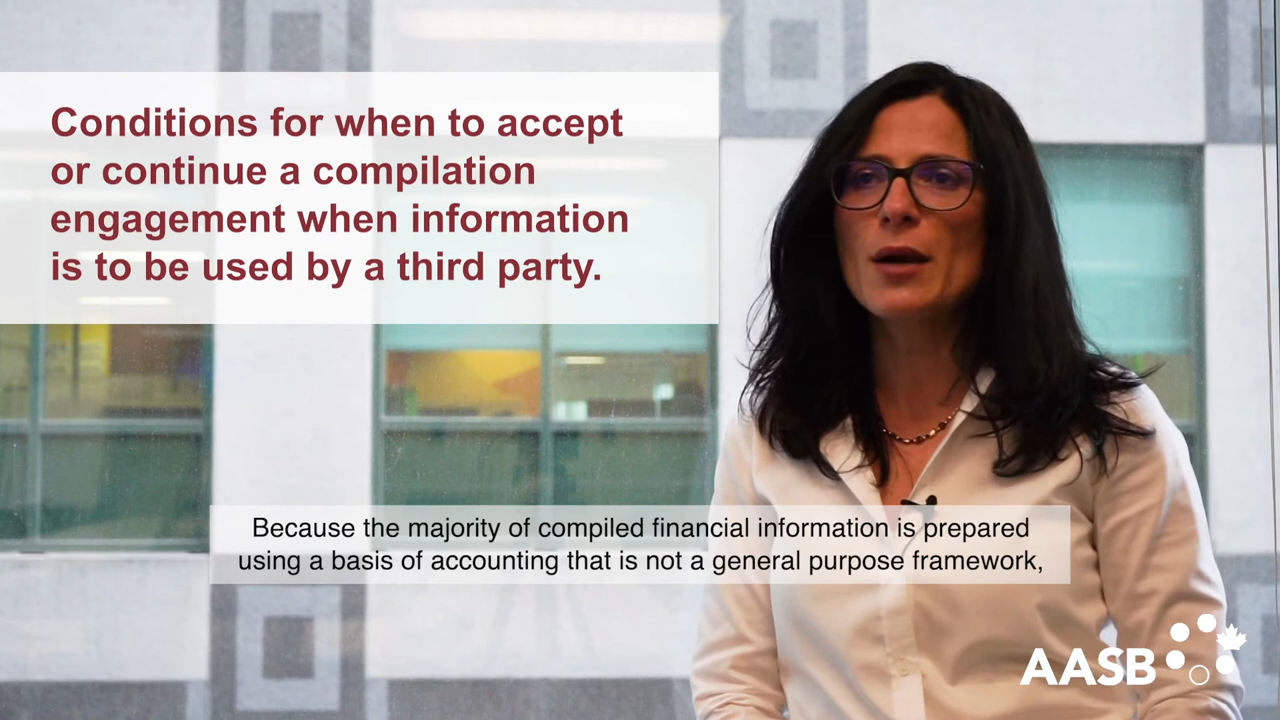 Conditions for when to accept
or continue a compilation
engagement when information
is to be used by a third party.
Because the majority of compiled financial information is prepared
using a basis of accounting that is not a general purpose framework,
AASB